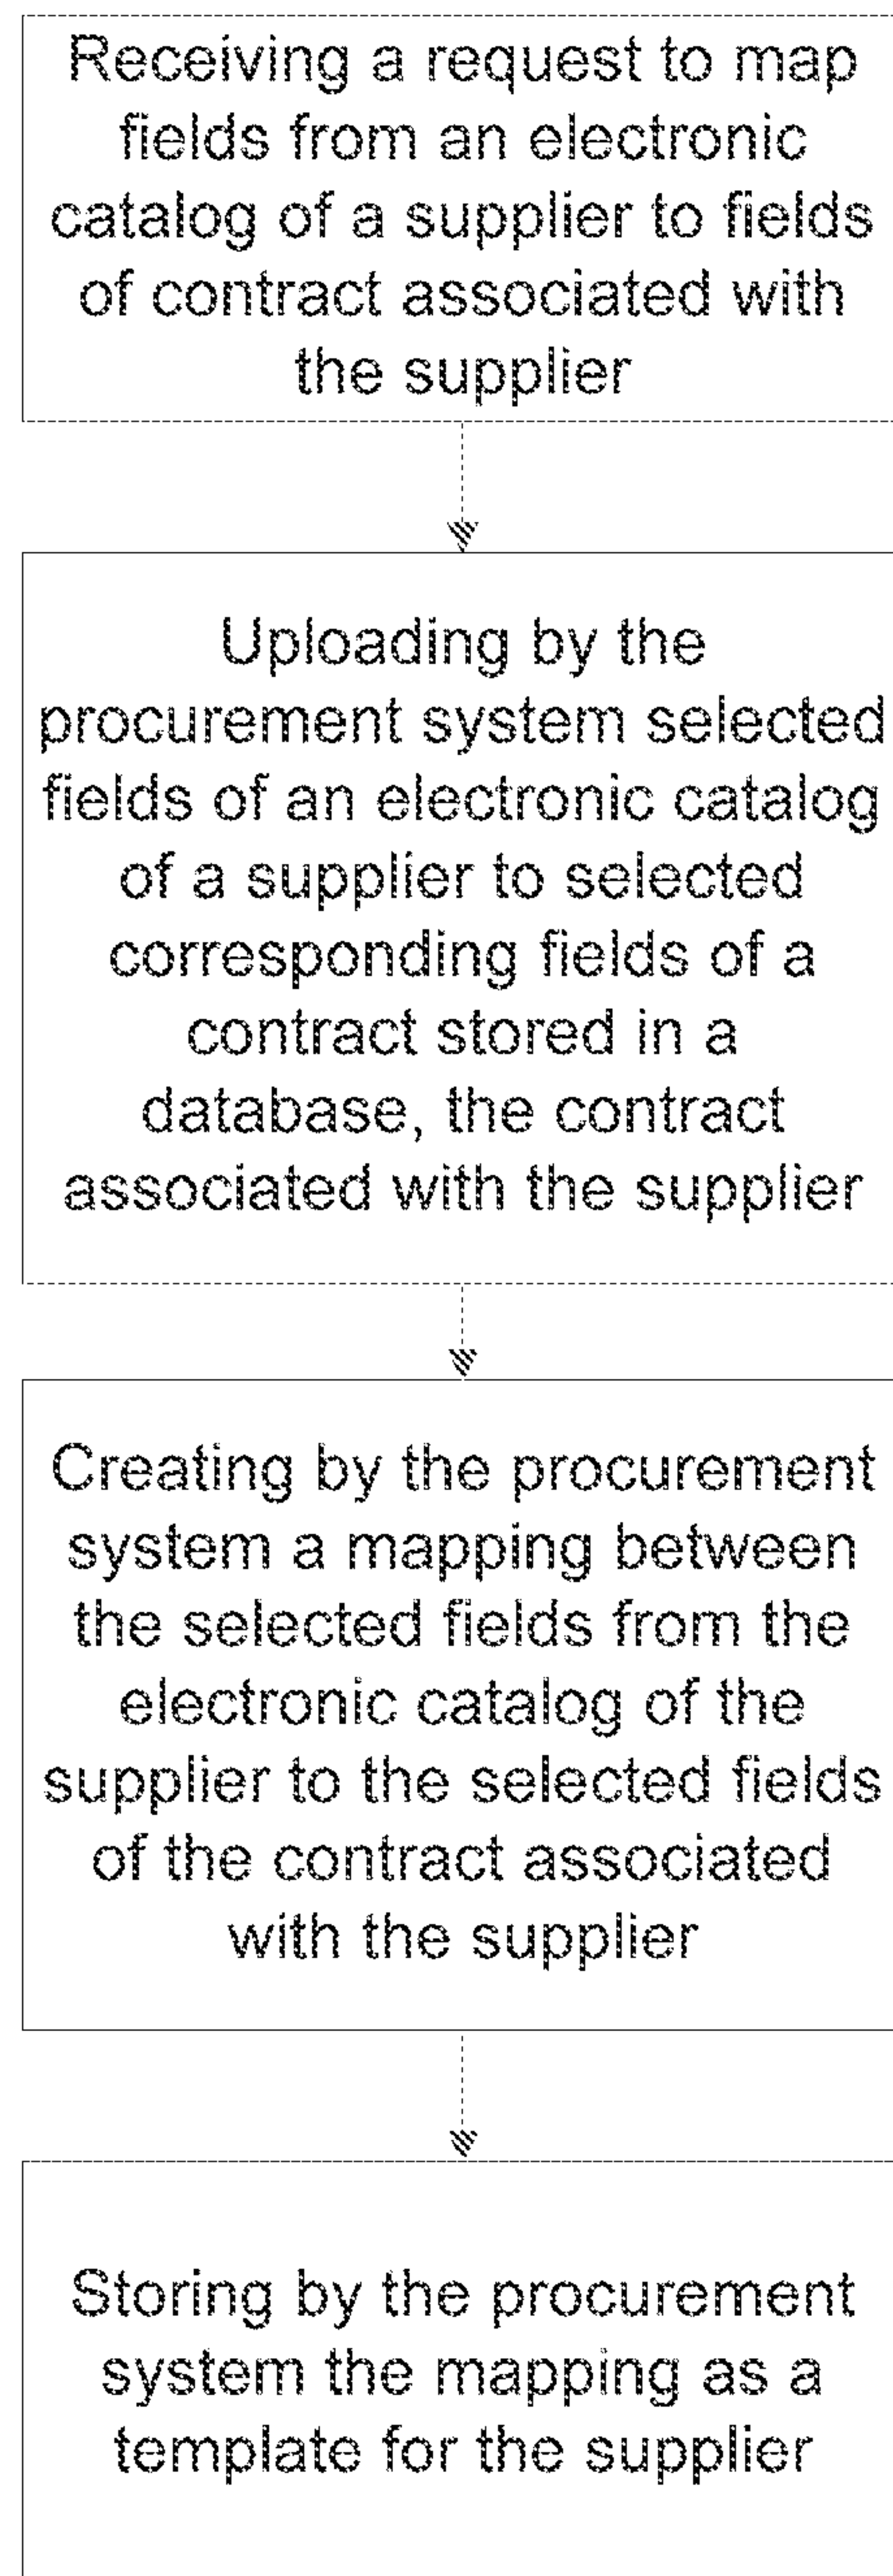 Receiving a request to map
fields from an electronic
catalog of a supplier to fields
of contract associated with
the supplier
Uploading by the
procurement system selected
fields of an electronic catalog
of a supplier to selected
corresponding fields of a
contract stored in a
database, the contract
associated with the supplier
Creating by the procurement
system a mapping between
the selected fields from the
electronic catalog of the
supplier to the selected fields
of the contract associated
with the supplier
Storing by the procurement
system the mapping as a
template for the supplier